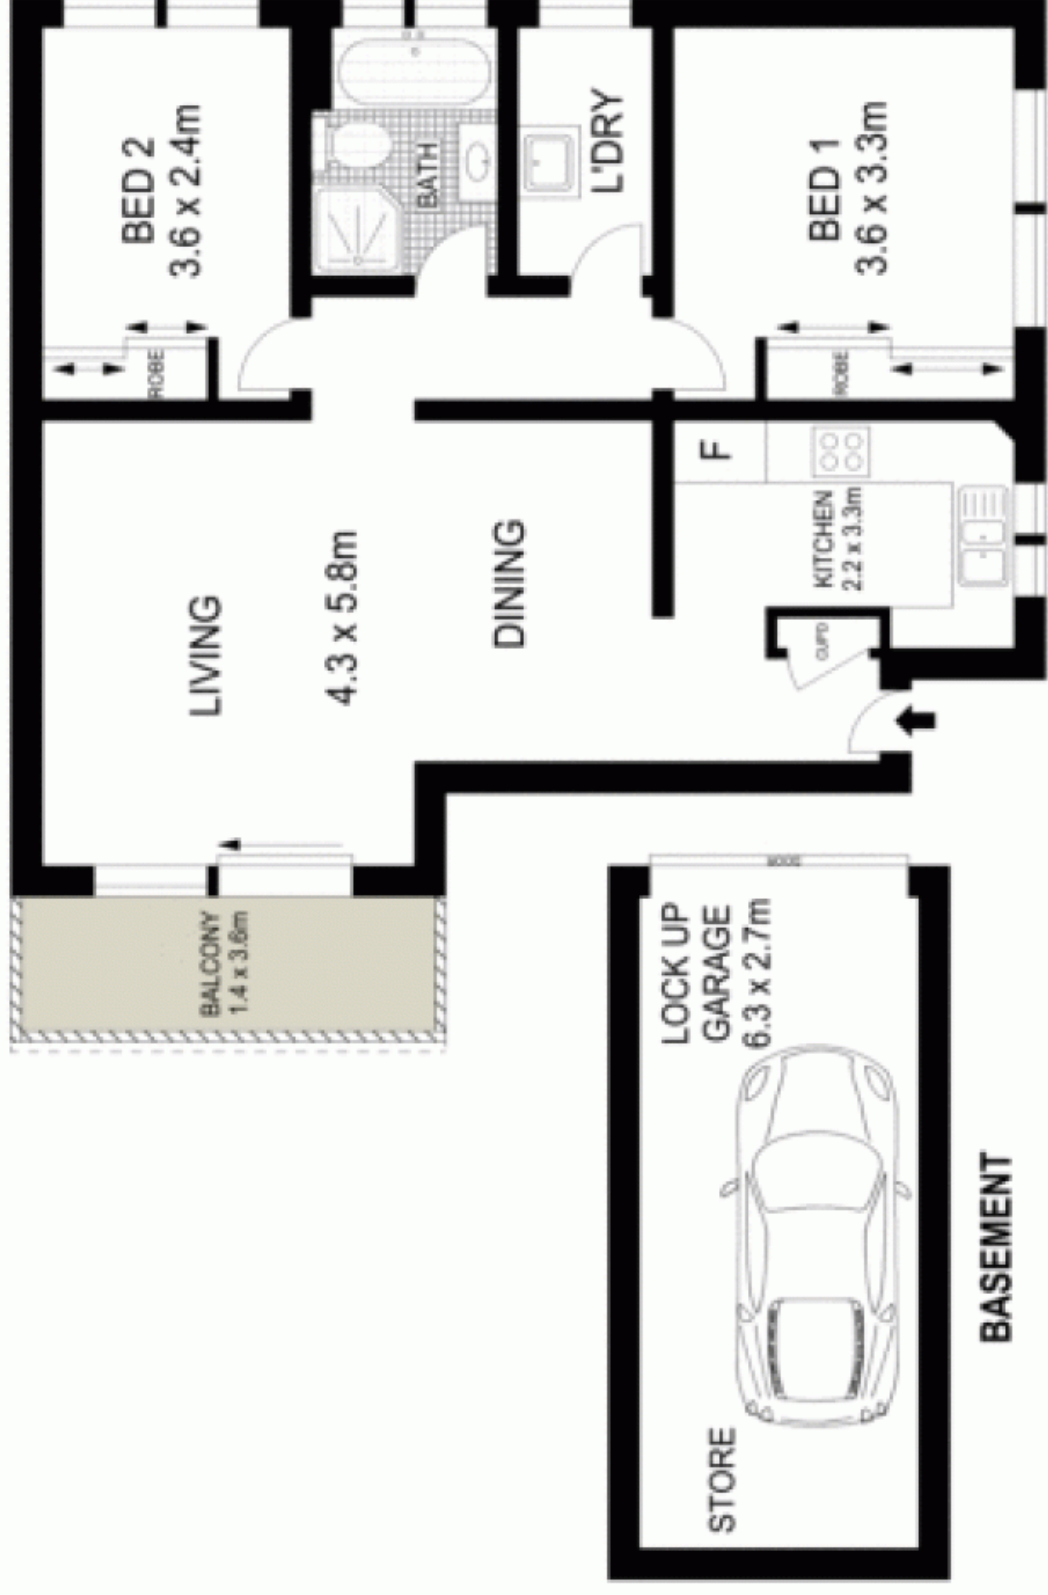 BED 2
3.6 x 2.4m
ROBE
BATH
L'DRY
BED 1
3.6 x 3.3m
ROBE
LIVING
4.3 x 5.8m
DINING
F
KITCHEN
2.2 x 3.3m
CUP'D
BALCONY
1.4 x 3.6m
LOCK UP
GARAGE
6.3 x 2.7m
STORE
BASEMENT